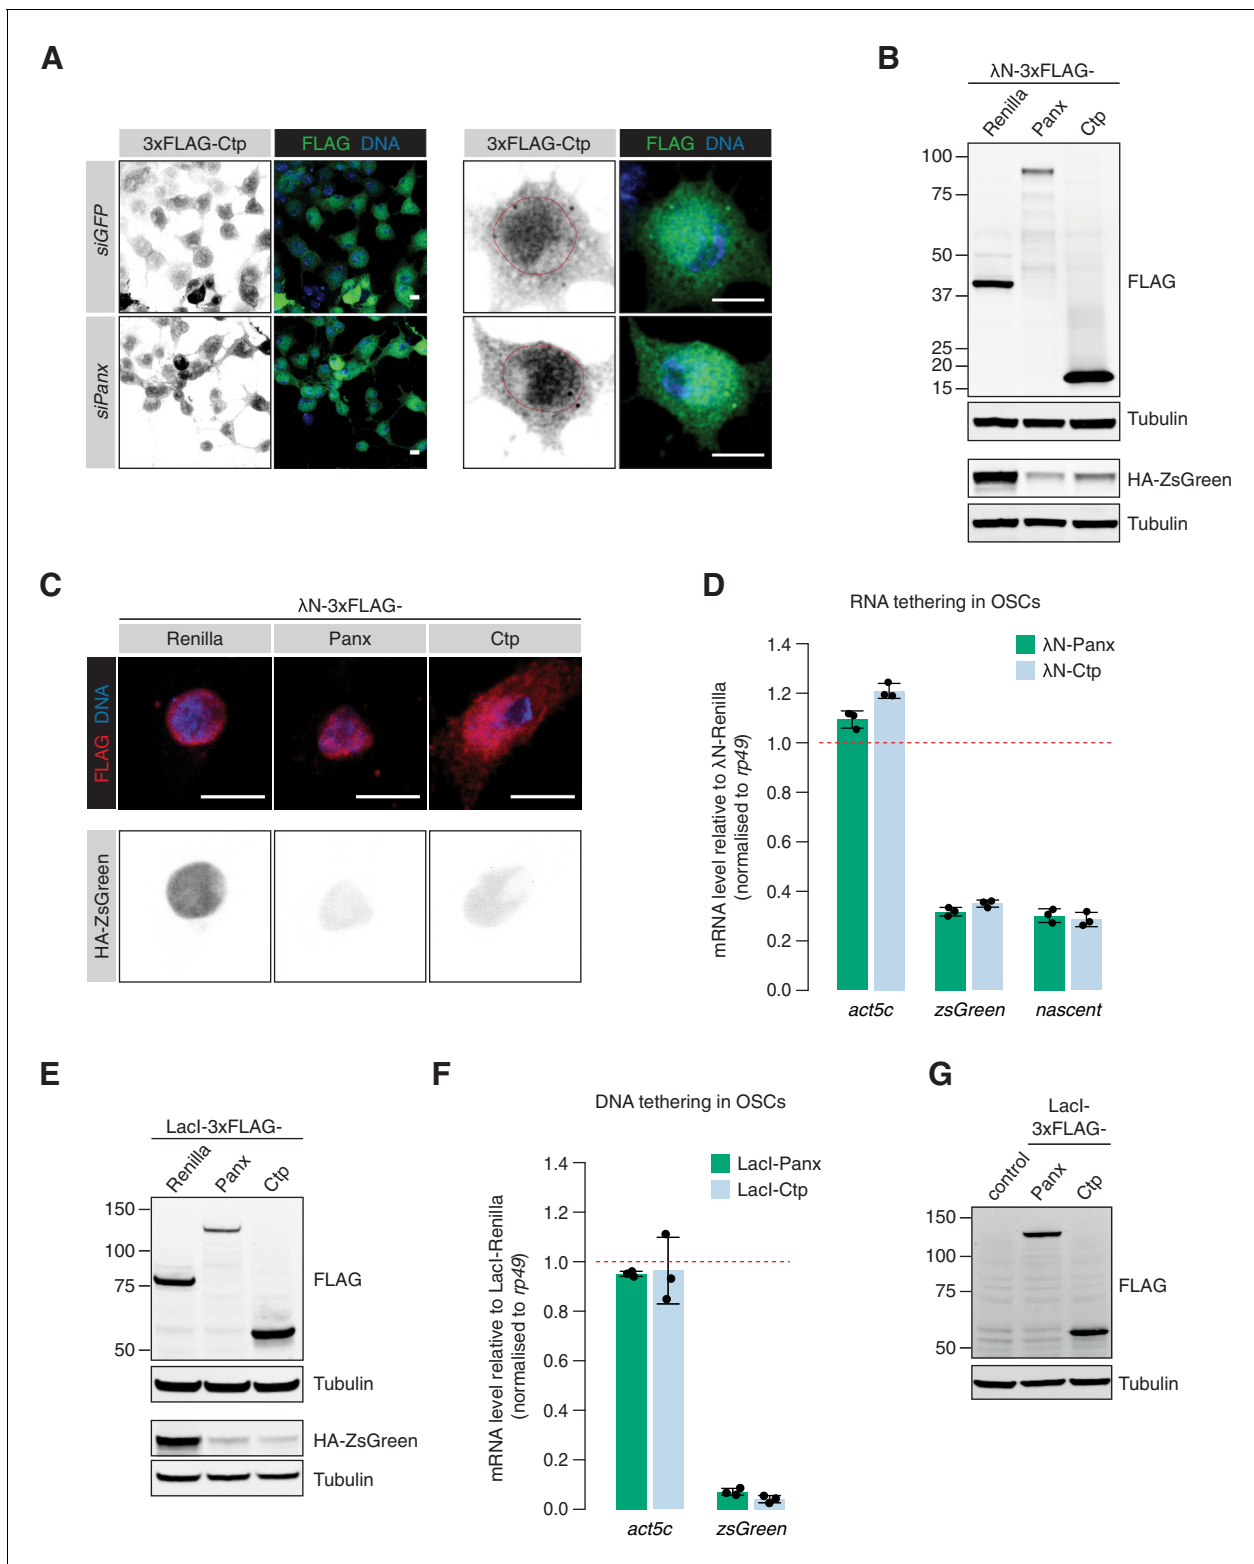 A
3xFLAG-Ctp
FLAG DNA
3xFLAG-Ctp
FLAG DNA
siGFP
siPanx
B
λN-3xFLAG-
Renilla
Panx
Ctp
100
75
50
37
25
20
15
FLAG
Tubulin
HA-ZsGreen
Tubulin
C
λN-3xFLAG-
Renilla
Panx
Ctp
FLAG DNA
HA-ZsGreen
D
RNA tethering in OSCs
λN-Panx
λN-Ctp
mRNA level relative to λN-Renilla
(normalised to rp49)
1.4
1.2
1.0
0.8
0.6
0.4
0.2
0.0
act5c
zsGreen
nascent
E
LacI-3xFLAG-
Renilla
Panx
Ctp
150
100
75
50
FLAG
Tubulin
HA-ZsGreen
Tubulin
F
DNA tethering in OSCs
LacI-Panx
LacI-Ctp
mRNA level relative to LacI-Renilla
(normalised to rp49)
1.4
1.2
1.0
0.8
0.6
0.4
0.2
0.0
act5c
zsGreen
G
LacI-
3xFLAG-
control
Panx
Ctp
150
100
75
50
FLAG
Tubulin